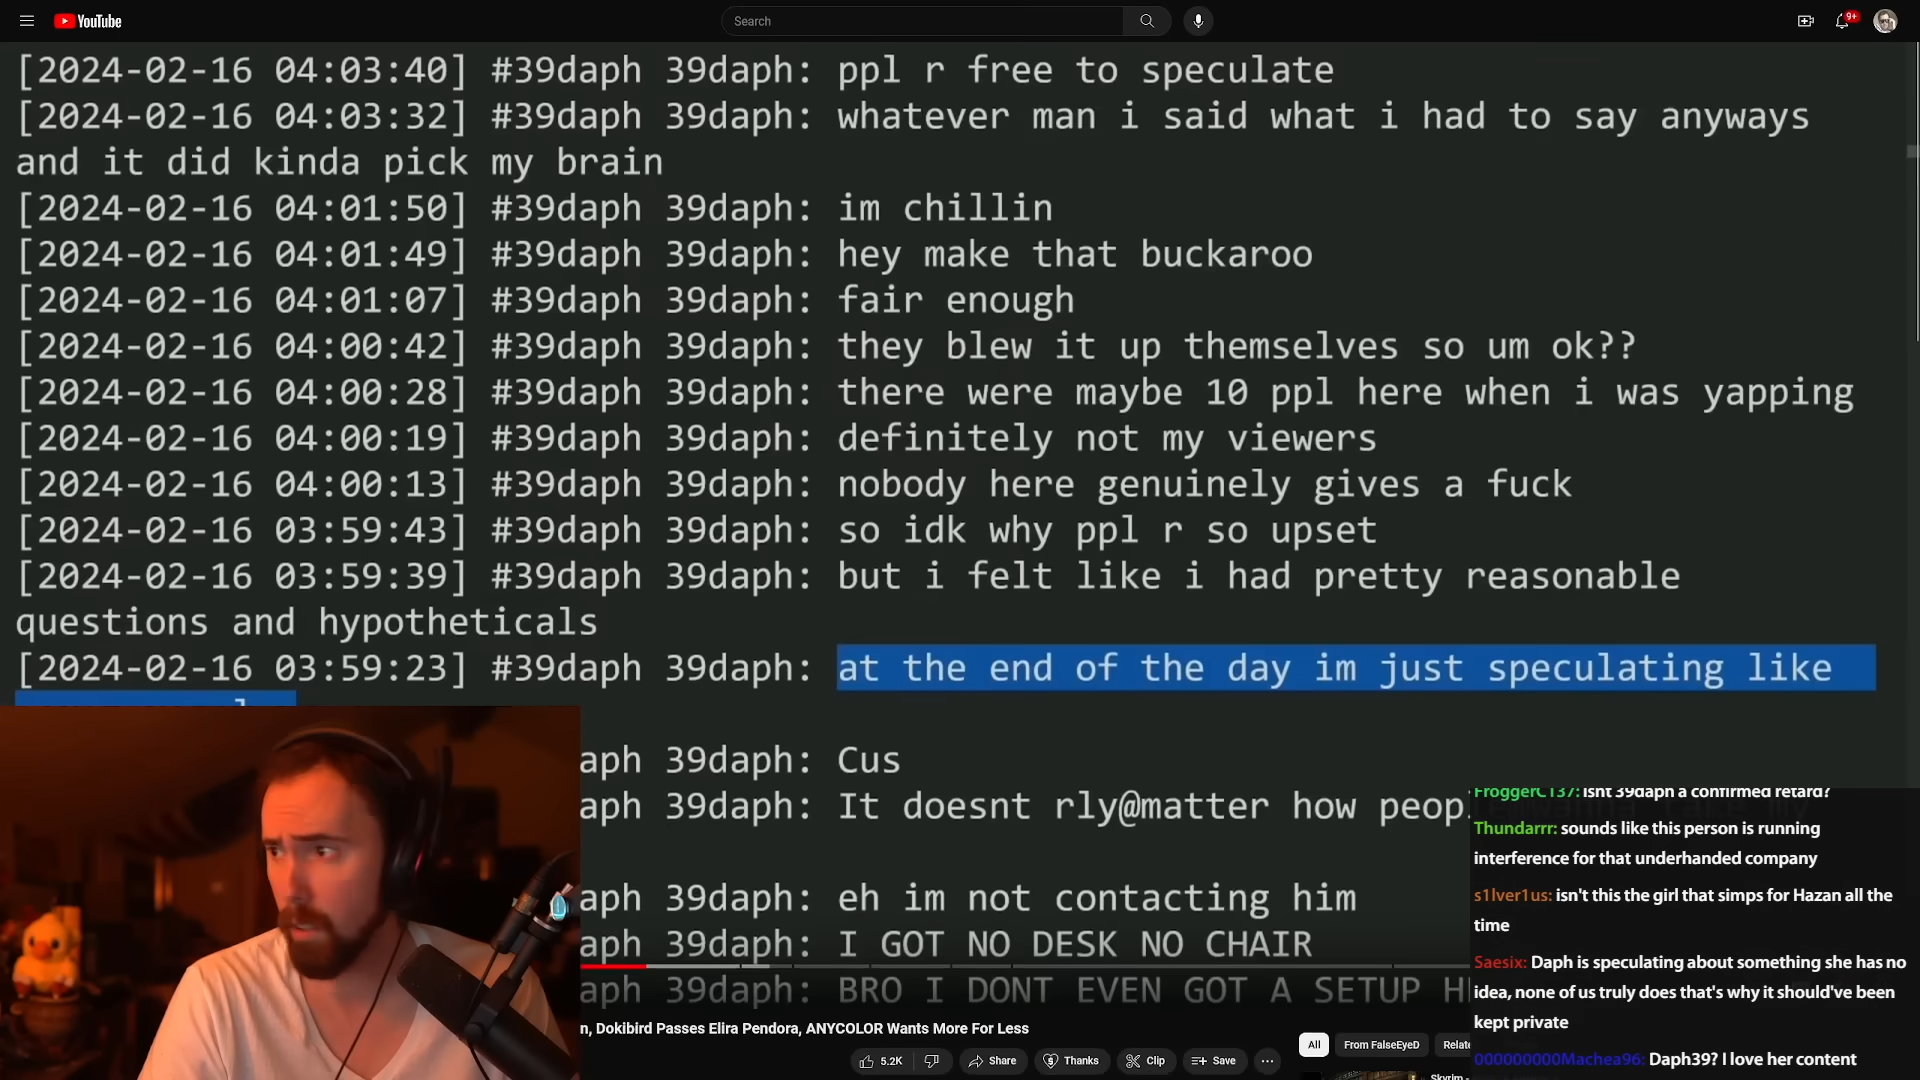 YouTube
Search
9+
[2024-02-16 04:03:40] #39daph 39daph: ppl r free to speculate
[2024-02-16 04:03:32] #39daph 39daph: whatever man i said what i had to say anyways
and it did kinda pick my brain
[2024-02-16 04:01:50] #39daph 39daph: im chillin
[2024-02-16 04:01:49] #39daph 39daph: hey make that buckaroo
[2024-02-16 04:01:07] #39daph 39daph: fair enough
[2024-02-16 04:00:42] #39daph 39daph: they blew it up themselves so um ok??
[2024-02-16 04:00:28] #39daph 39daph: there were maybe 10 ppl here when i was yapping
[2024-02-16 04:00:19] #39daph 39daph: definitely not my viewers
[2024-02-16 04:00:13] #39daph 39daph: nobody here genuinely gives a fuck
[2024-02-16 03:59:43] #39daph 39daph: so idk why ppl r so upset
[2024-02-16 03:59:39] #39daph 39daph: but i felt like i had pretty reasonable
questions and hypotheticals
[2024-02-16 03:59:23] #39daph 39daph: at the end of the day im just speculating like
aph 39daph: Cus
aph 39daph: It doesnt rly@matter how peop
aph 39daph: eh im not contacting him
aph 39daph: I GOT NO DESK NO CHAIR
aph 39daph: BRO I DONT EVEN GOT A SETUP H
FroggerC137: isnt 39daph a confirmed retard?
Thundarrr: sounds like this person is running
interference for that underhanded company
s1lver1us: isn't this the girl that simps for Hazan all the
time
Saesix: Daph is speculating about something she has no
idea, none of us truly does that's why it should've been
kept private
000000000Machea96: Daph39? I love her content
n, Dokibird Passes Elira Pendora, ANYCOLOR Wants More For Less
5.2K
Share
Thanks
Clip
Save
All
From FalseEyeD
Relate
Skyrim -